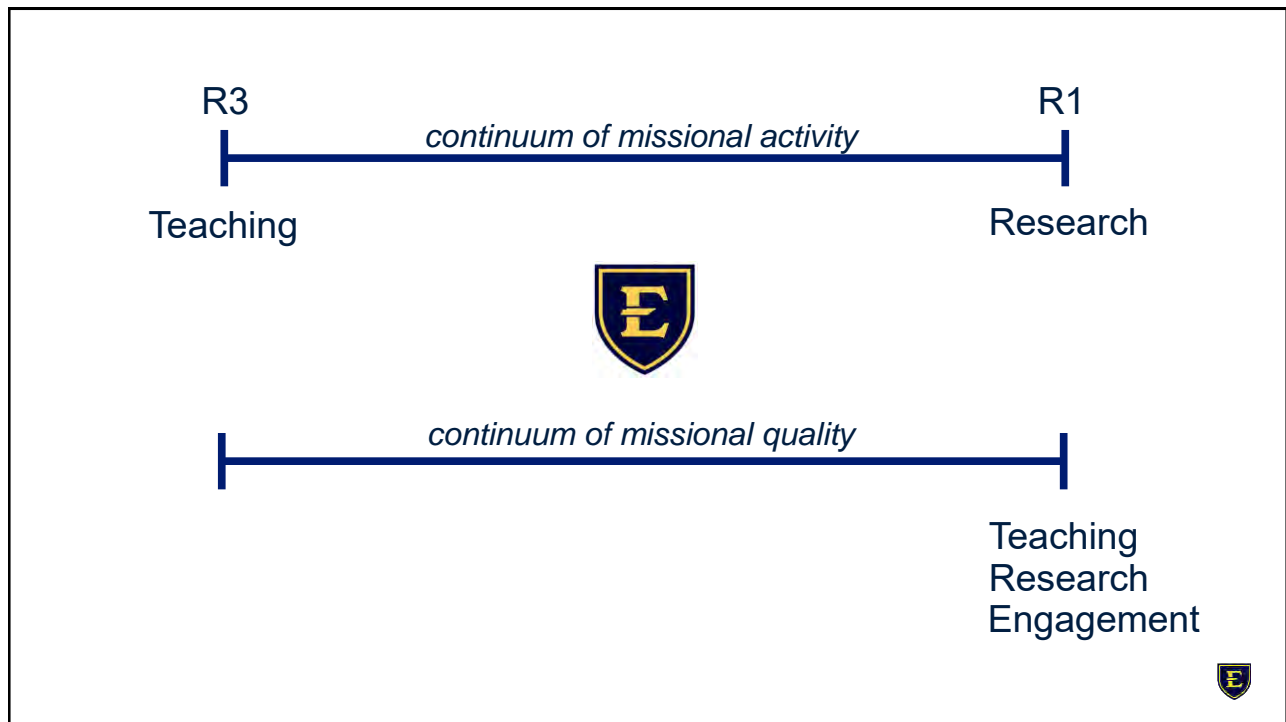 R3 R1
continuum of missional activity
Teaching Research
E
continuum of missional quality
Teaching
Research
Engagement
E